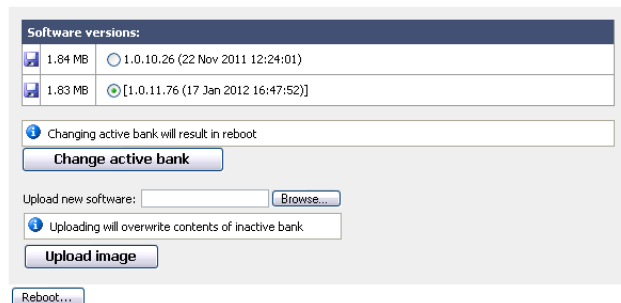 Software versions:
1.84 MB 1.0.10.26 (22 Nov 2011 12:24:01)
1.83 MB [1.0.11.76 (17 Jan 2012 16:47:52)]
Changing active bank will result in reboot
Change active bank
Upload new software: Browse...
Uploading will overwrite contents of inactive bank
Upload image
Reboot...